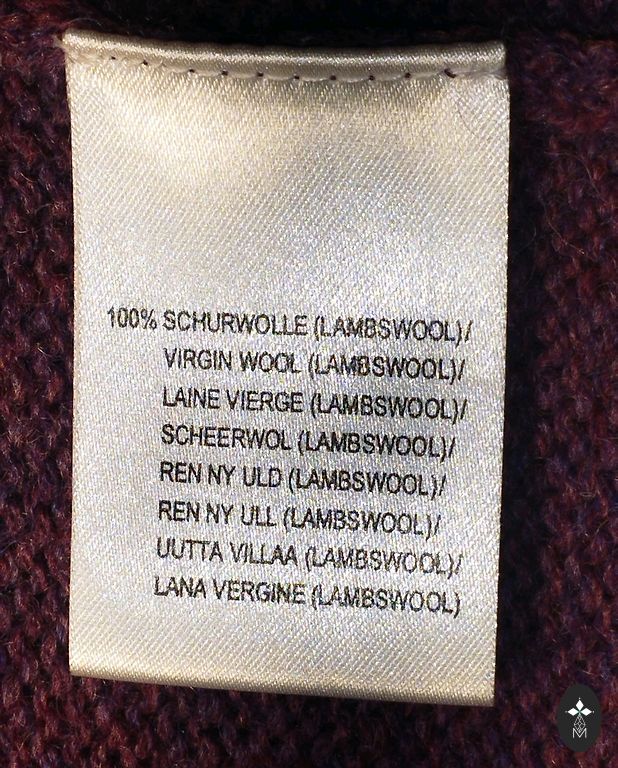 100% SCHURWOLLE (LAMBSWOOL)/
VIRGIN WOOL (LAMBSWOOL)/
LAINE VIERGE (LAMBSWOOL)/
SCHEERWOL (LAMBSWOOL)/
REN NY ULD (LAMBSWOOL)/
REN NY ULL (LAMBSWOOL)/
UUTTA VILLAA (LAMBSWOOL)/
LANA VERGINE (LAMBSWOOL)
M